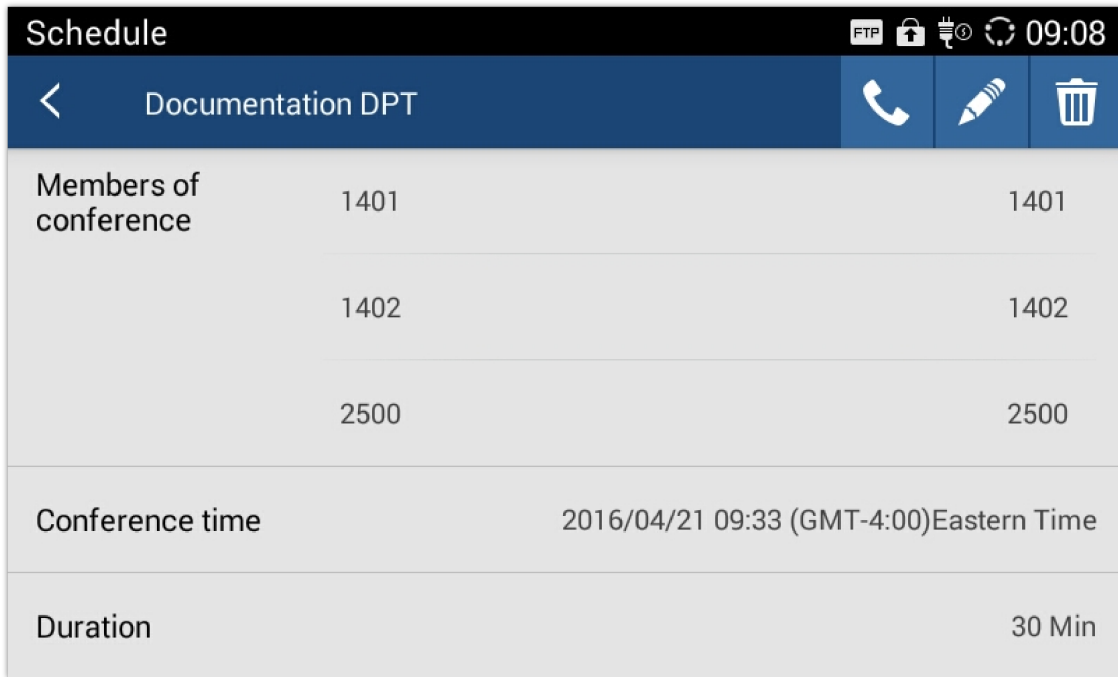 Schedule FTP 09:08
Documentation DPT
Members of conference 1401 1401
1402 1402
2500 2500
Conference time 2016/04/21 09:33 (GMT-4:00)Eastern Time
Duration 30 Min